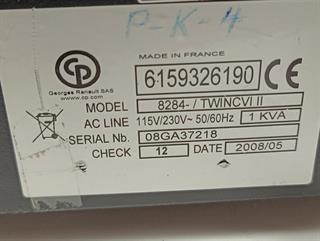 P-K-4
MADE IN FRANCE
CP
Georges Renault SAS
www.cp.com
6159326190 CE
MODEL 8284- / TWINCVI II
AC LINE 115V/230V~ 50/60Hz 1 KVA
SERIAL Nb. 08GA37218
CHECK 12 DATE 2008/05